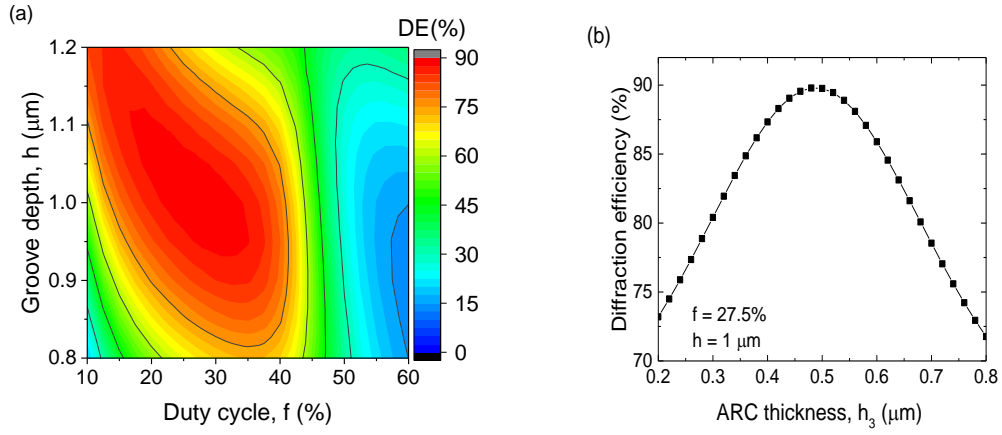 (a)
DE(%)
1.2
1.1
1.0
0.9
0.8
Groove depth, h (μm)
10 20 30 40 50 60
Duty cycle, f (%)
90
75
60
45
30
15
0
(b)
90
85
80
75
70
Diffraction efficiency (%)
f = 27.5%
h = 1 μm
0.2 0.3 0.4 0.5 0.6 0.7 0.8
ARC thickness, h₃ (μm)